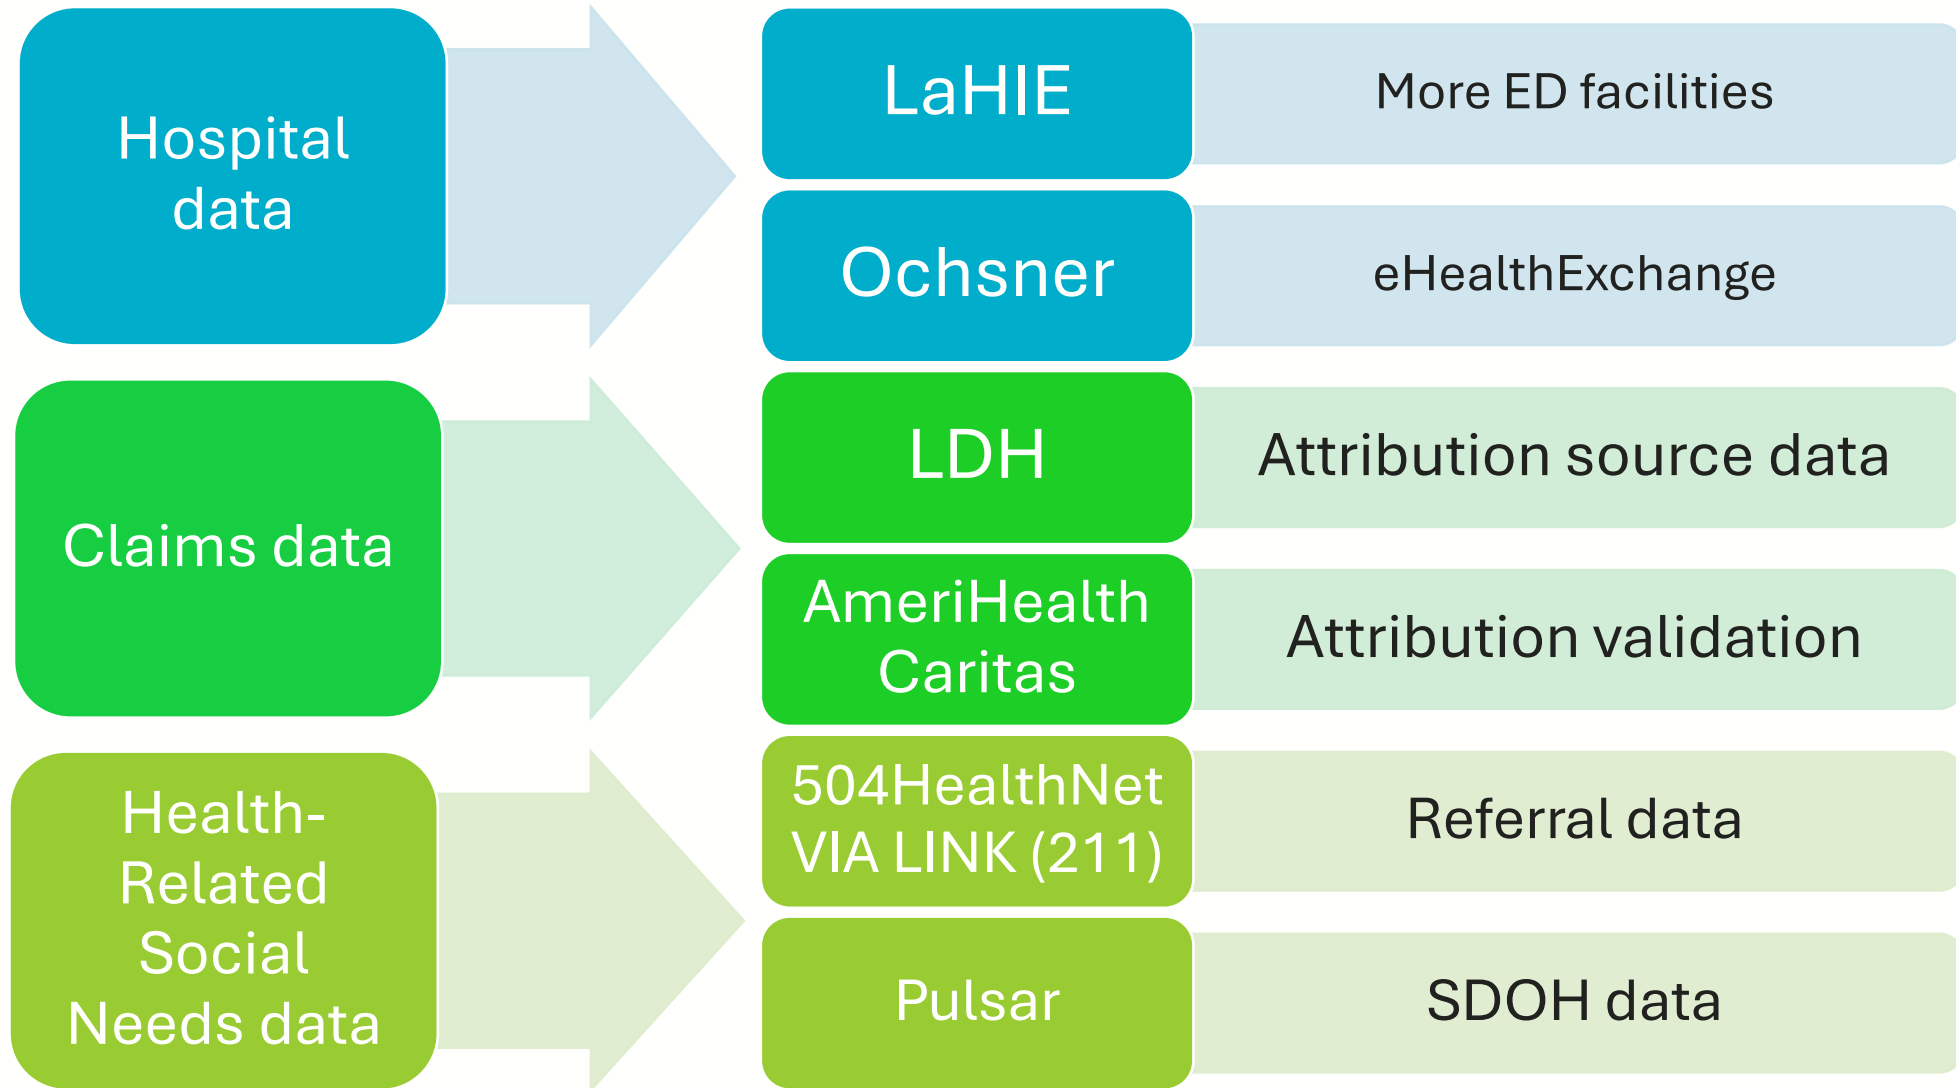 Hospital
data
LaHIE
More ED facilities
Ochsner
eHealthExchange
Claims data
LDH
Attribution source data
AmeriHealth
Caritas
Attribution validation
Health-
Related
Social
Needs data
504HealthNet
VIA LINK (211)
Referral data
Pulsar
SDOH data